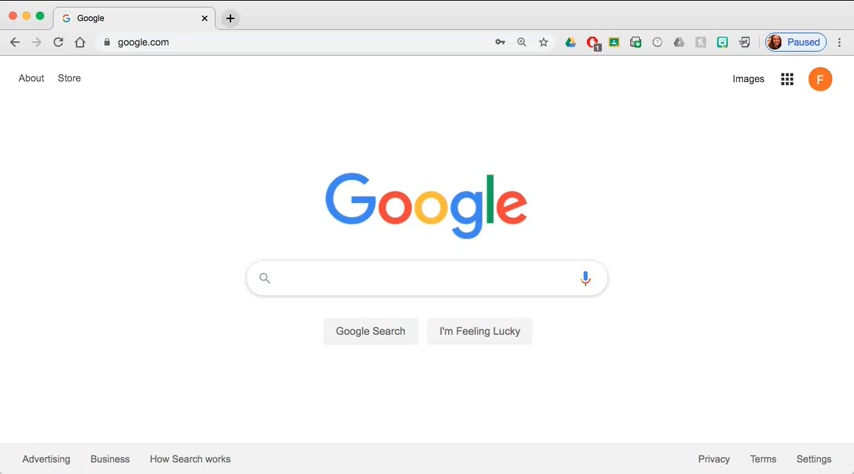 Google
google.com
1
Paused
About Store
Images
F
Google
Google Search I'm Feeling Lucky
Advertising Business How Search works
Privacy Terms Settings